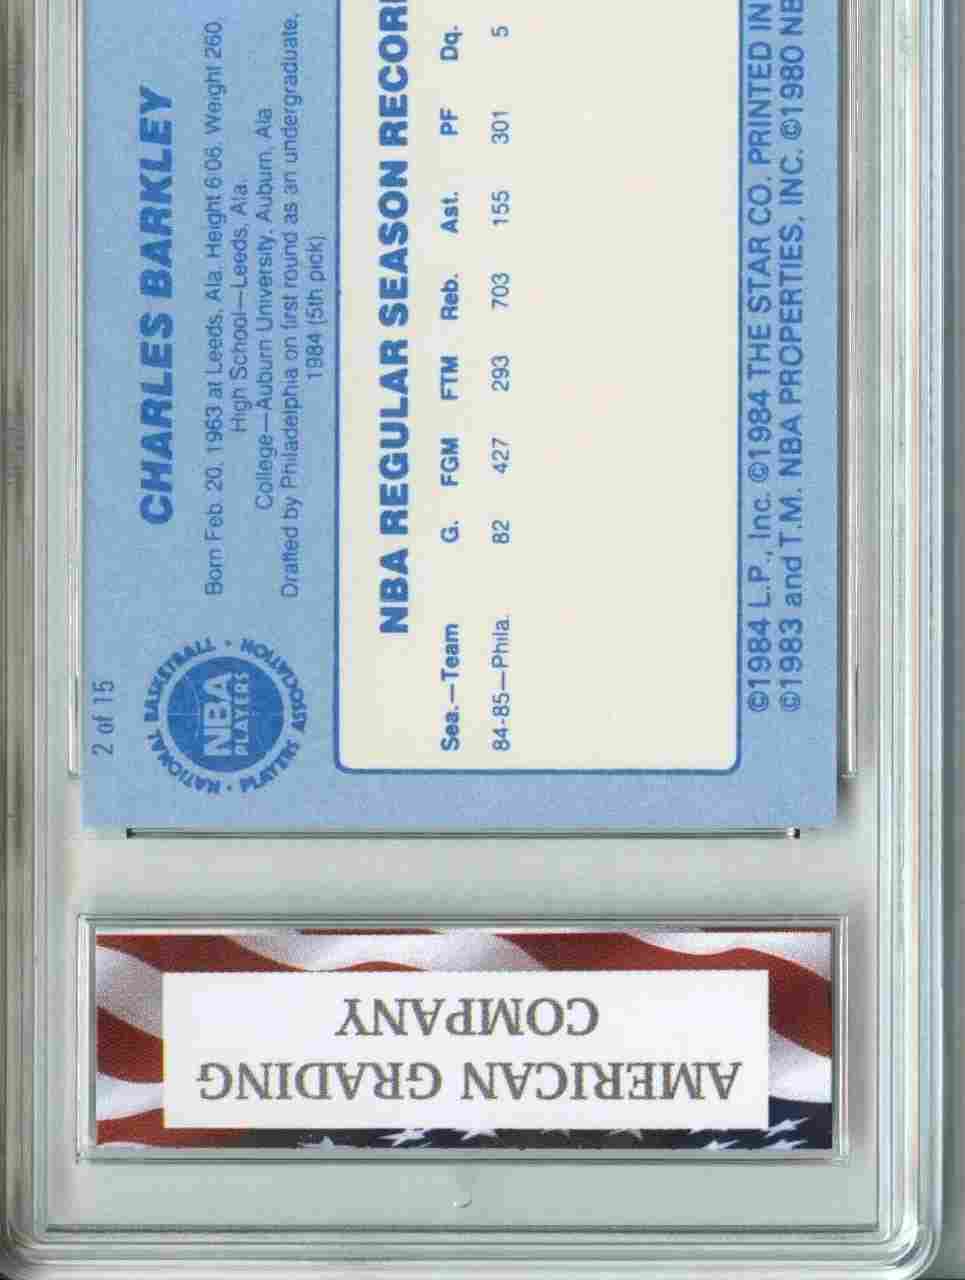 2 of 15
NATIONAL BASKETBALL
NBA
PLAYERS
PLAYERS ASSOCIATION
CHARLES BARKLEY
Born Feb. 20, 1963 at Leeds, Ala. Height 6'06. Weight 260.
High School—Leeds, Ala.
College—Auburn University, Auburn, Ala
Drafted by Philadelphia on first round as an undergraduate,
1984 (5th pick)
NBA REGULAR SEASON RECOR
Sea.—Team G. FGM FTM Reb. Ast. PF Dq.
84-85—Phila. 82 427 293 703 155 301 5
©1984 L.P., Inc. ©1984 THE STAR CO. PRINTED IN
©1983 and T.M. NBA PROPERTIES, INC. ©1980 NB
AMERICAN GRADING
COMPANY